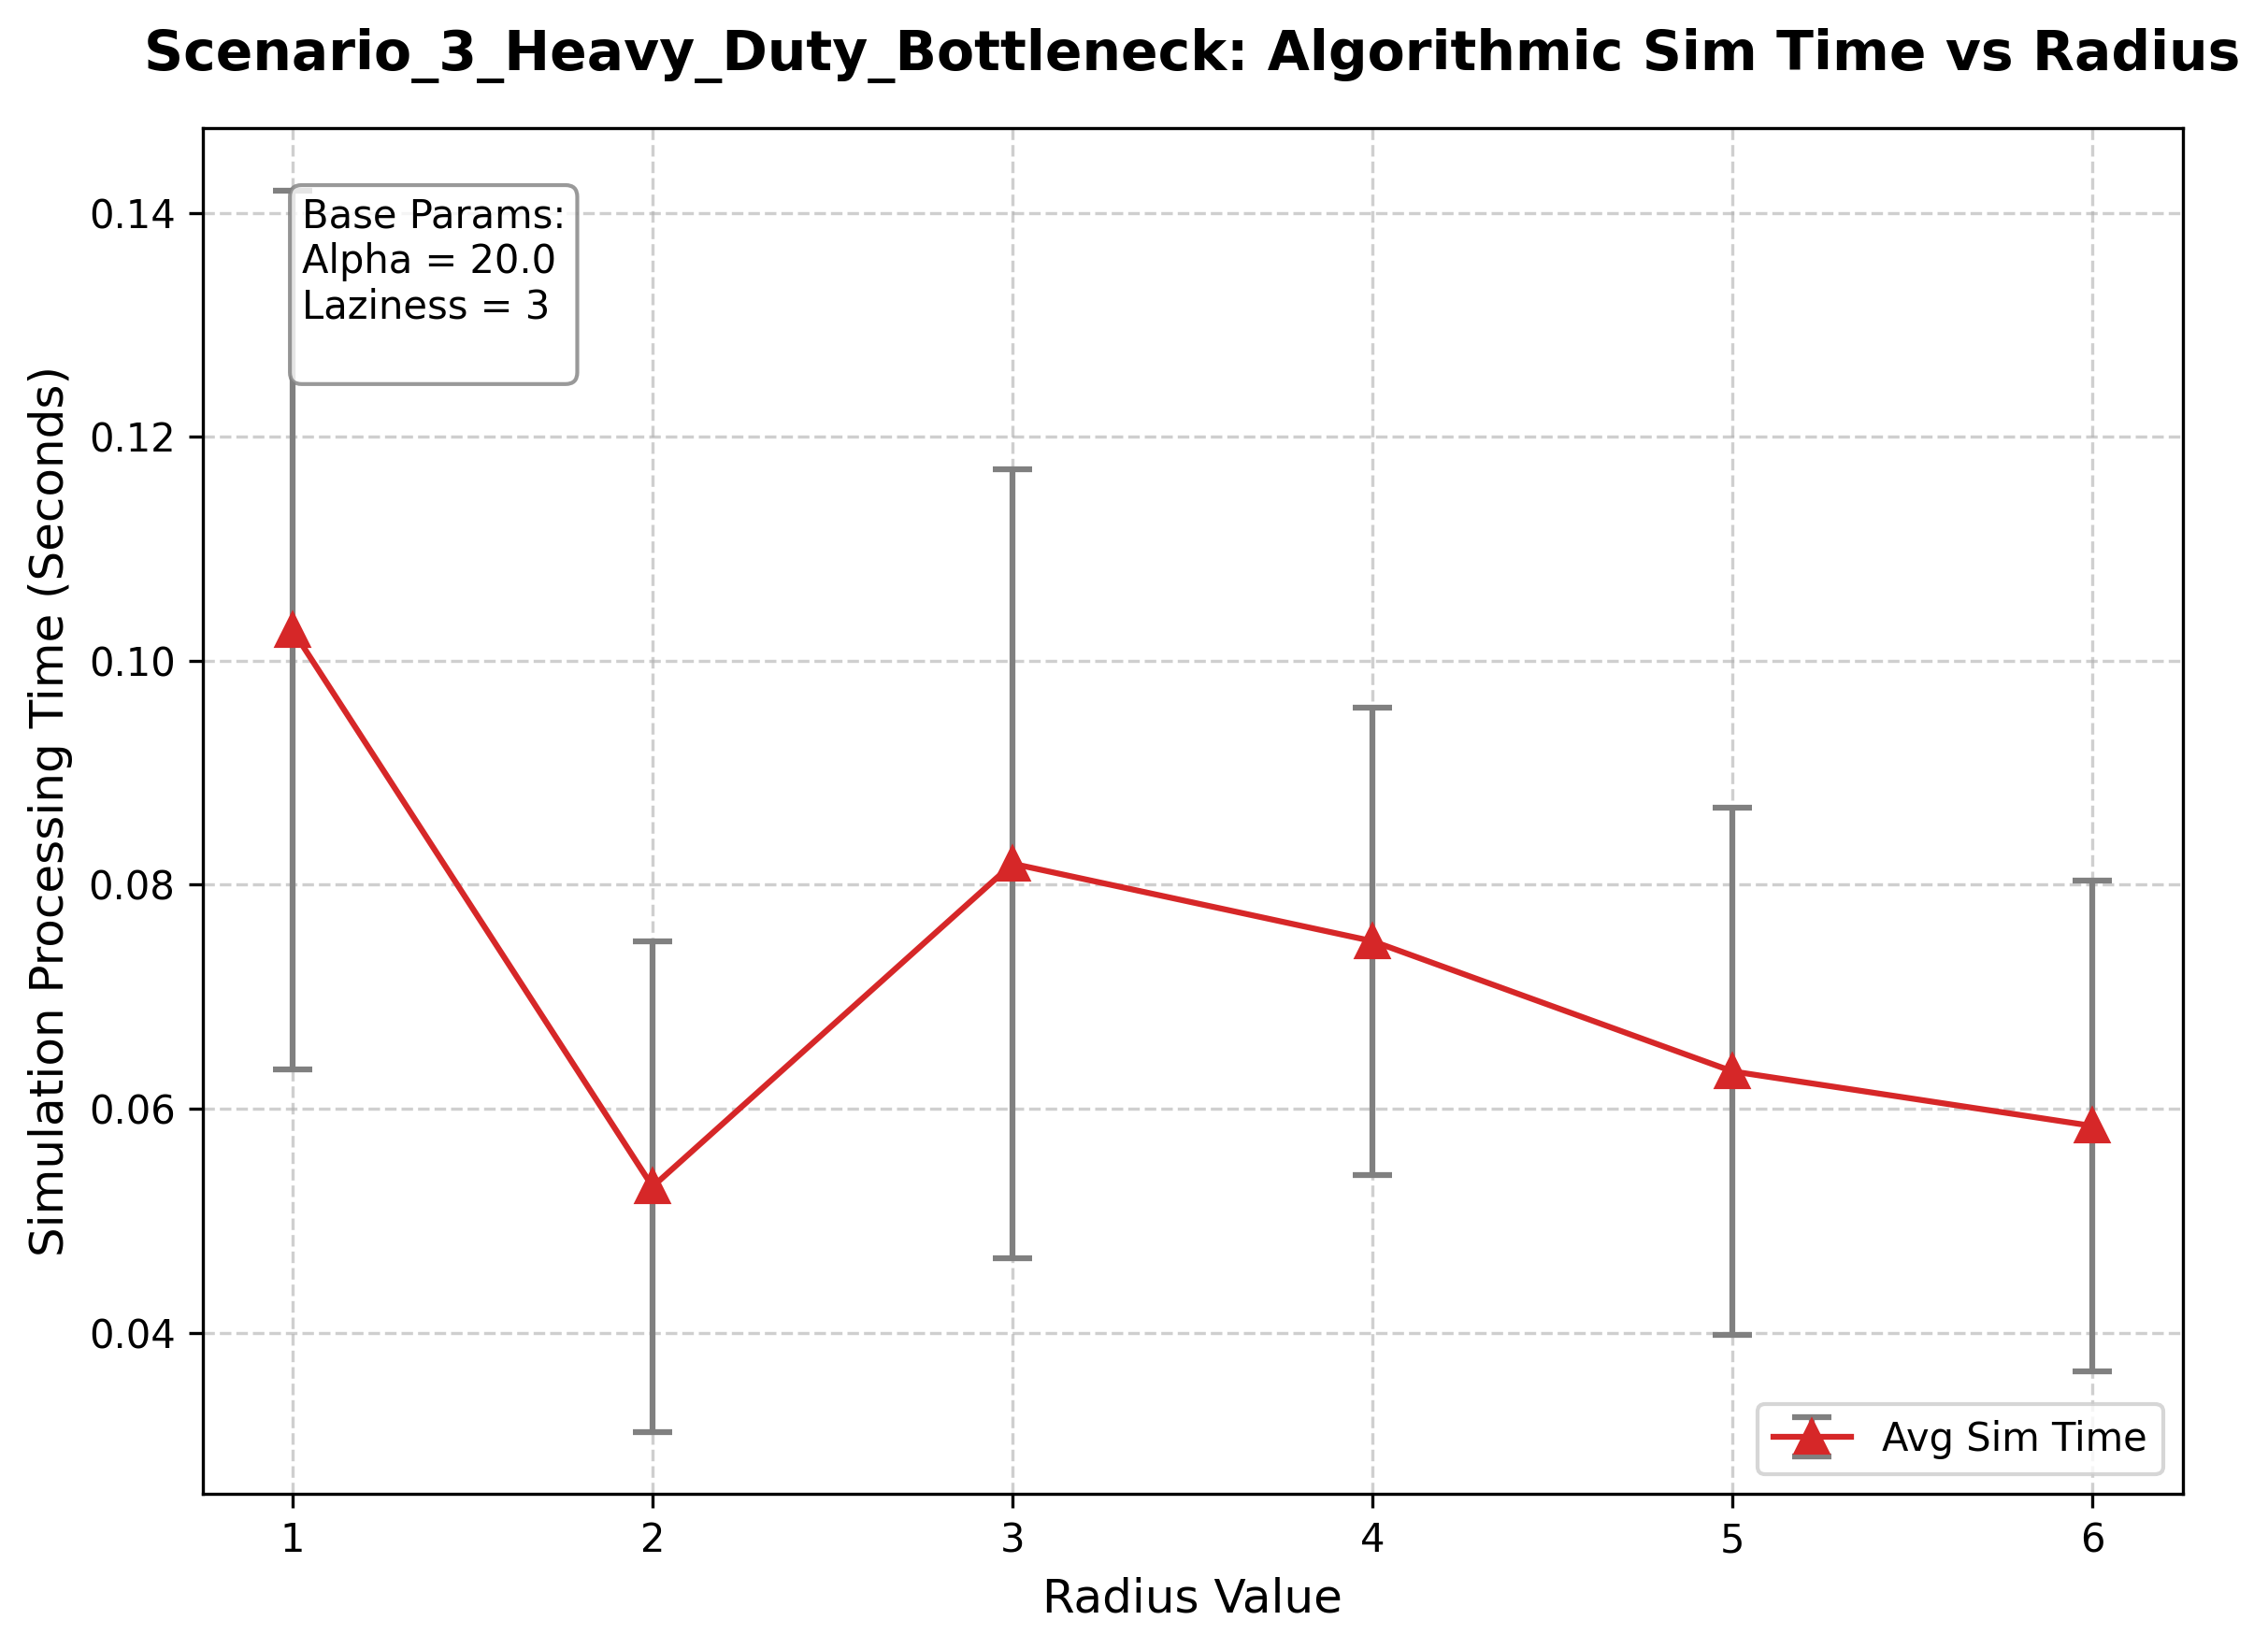 Scenario_3_Heavy_Duty_Bottleneck: Algorithmic Sim Time vs Radius
Simulation Processing Time (Seconds)
0.14
0.12
0.10
0.08
0.06
0.04
Base Params:
Alpha = 20.0
Laziness = 3
Avg Sim Time
1 2 3 4 5 6
Radius Value